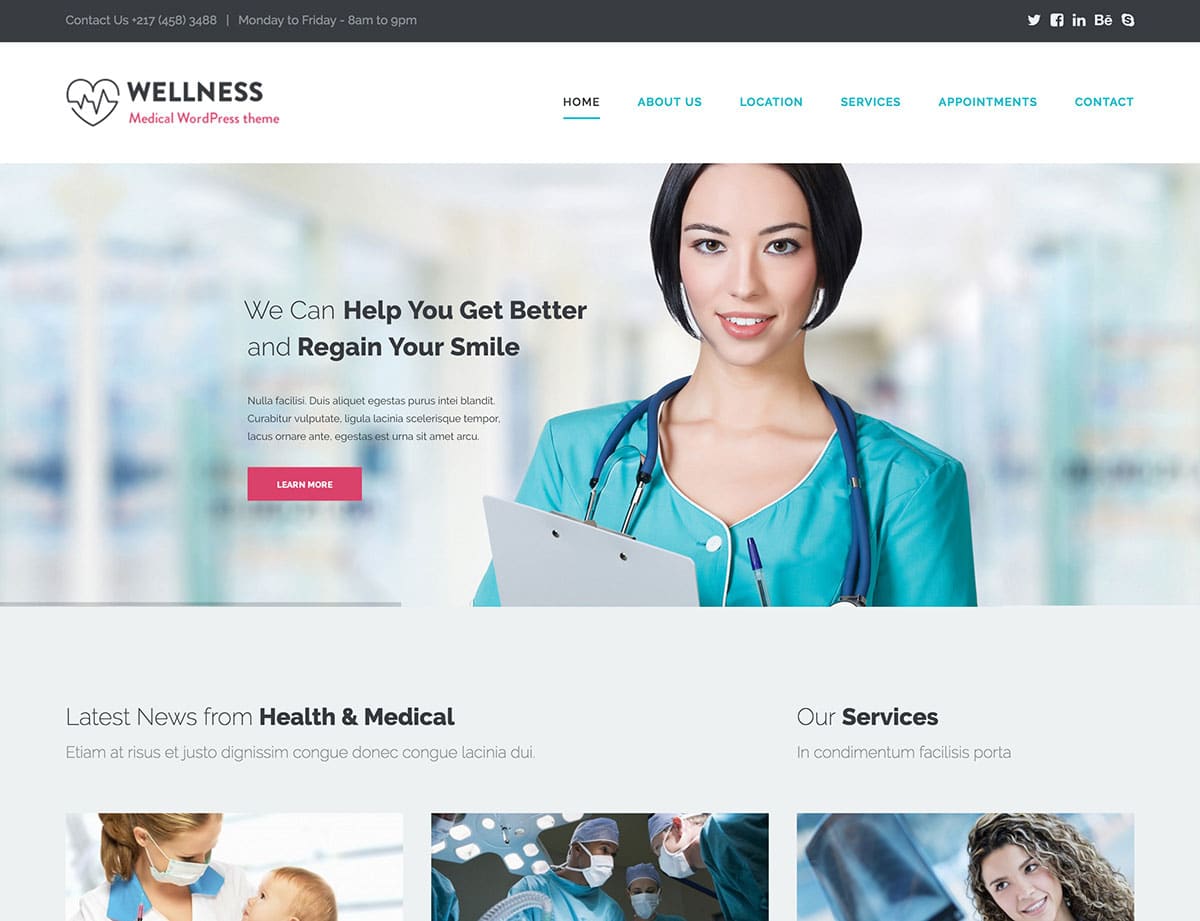 Contact Us +217 (458) 3488 | Monday to Friday - 8am to 9pm
Bē
WELLNESS
Medical WordPress theme
HOME ABOUT US LOCATION SERVICES APPOINTMENTS CONTACT
We Can Help You Get Better
and Regain Your Smile
Nulla facilisi. Duis aliquet egestas purus intei blandit.
Curabitur vulputate, ligula lacinia scelerisque tempor,
lacus ornare ante, egestas est urna sit amet arcu.
LEARN MORE
Latest News from Health & Medical
Etiam at risus et justo dignissim congue donec congue lacinia dui.
Our Services
In condimentum facilisis porta